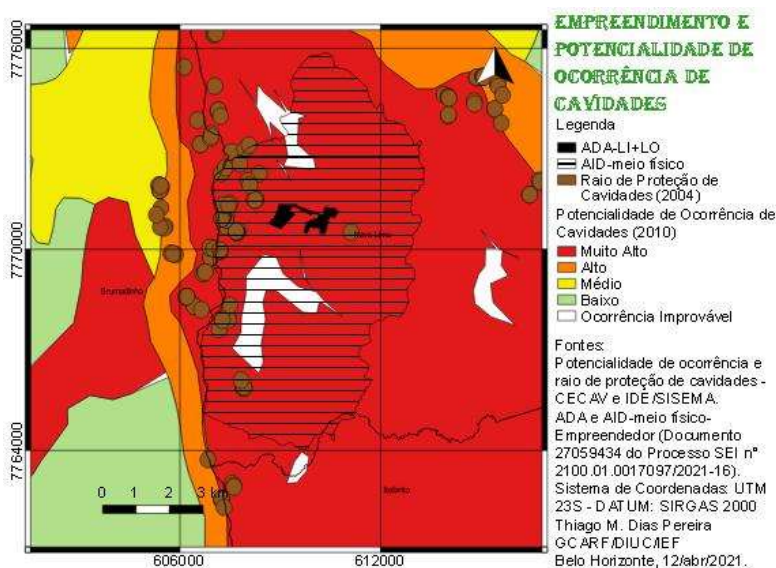 EMPREENDIMENTO E
POTENCIALIDADE DE
OCORRÊNCIA DE
CAVIDADES
Legenda
ADA-LI+LO
AID-meio físico
Raio de Proteção de
Cavidades (2004)
Potencialidade de Ocorrência de
Cavidades (2010)
Muito Alto
Alto
Médio
Baixo
Ocorrência Improvável
Fontes:
Potencialidade de ocorrência e
raio de proteção de cavidades -
CECAV e IDE/SISEMA.
ADA e AID-meio físico-
Empreendedor (Documento
27059434 do Processo SEI nº
2100.01.0017097/2021-16).
Sistema de Coordenadas: UTM
23S - DATUM: SIRGAS 2000
Thiago M. Dias Pereira
GCARF/DIUC/IEF
Belo Horizonte, 12/abr/2021.
7776000
7770000
7764000
Brumadinho
Nova Lima
Itabirito
0 1 2 3 km
606000 612000